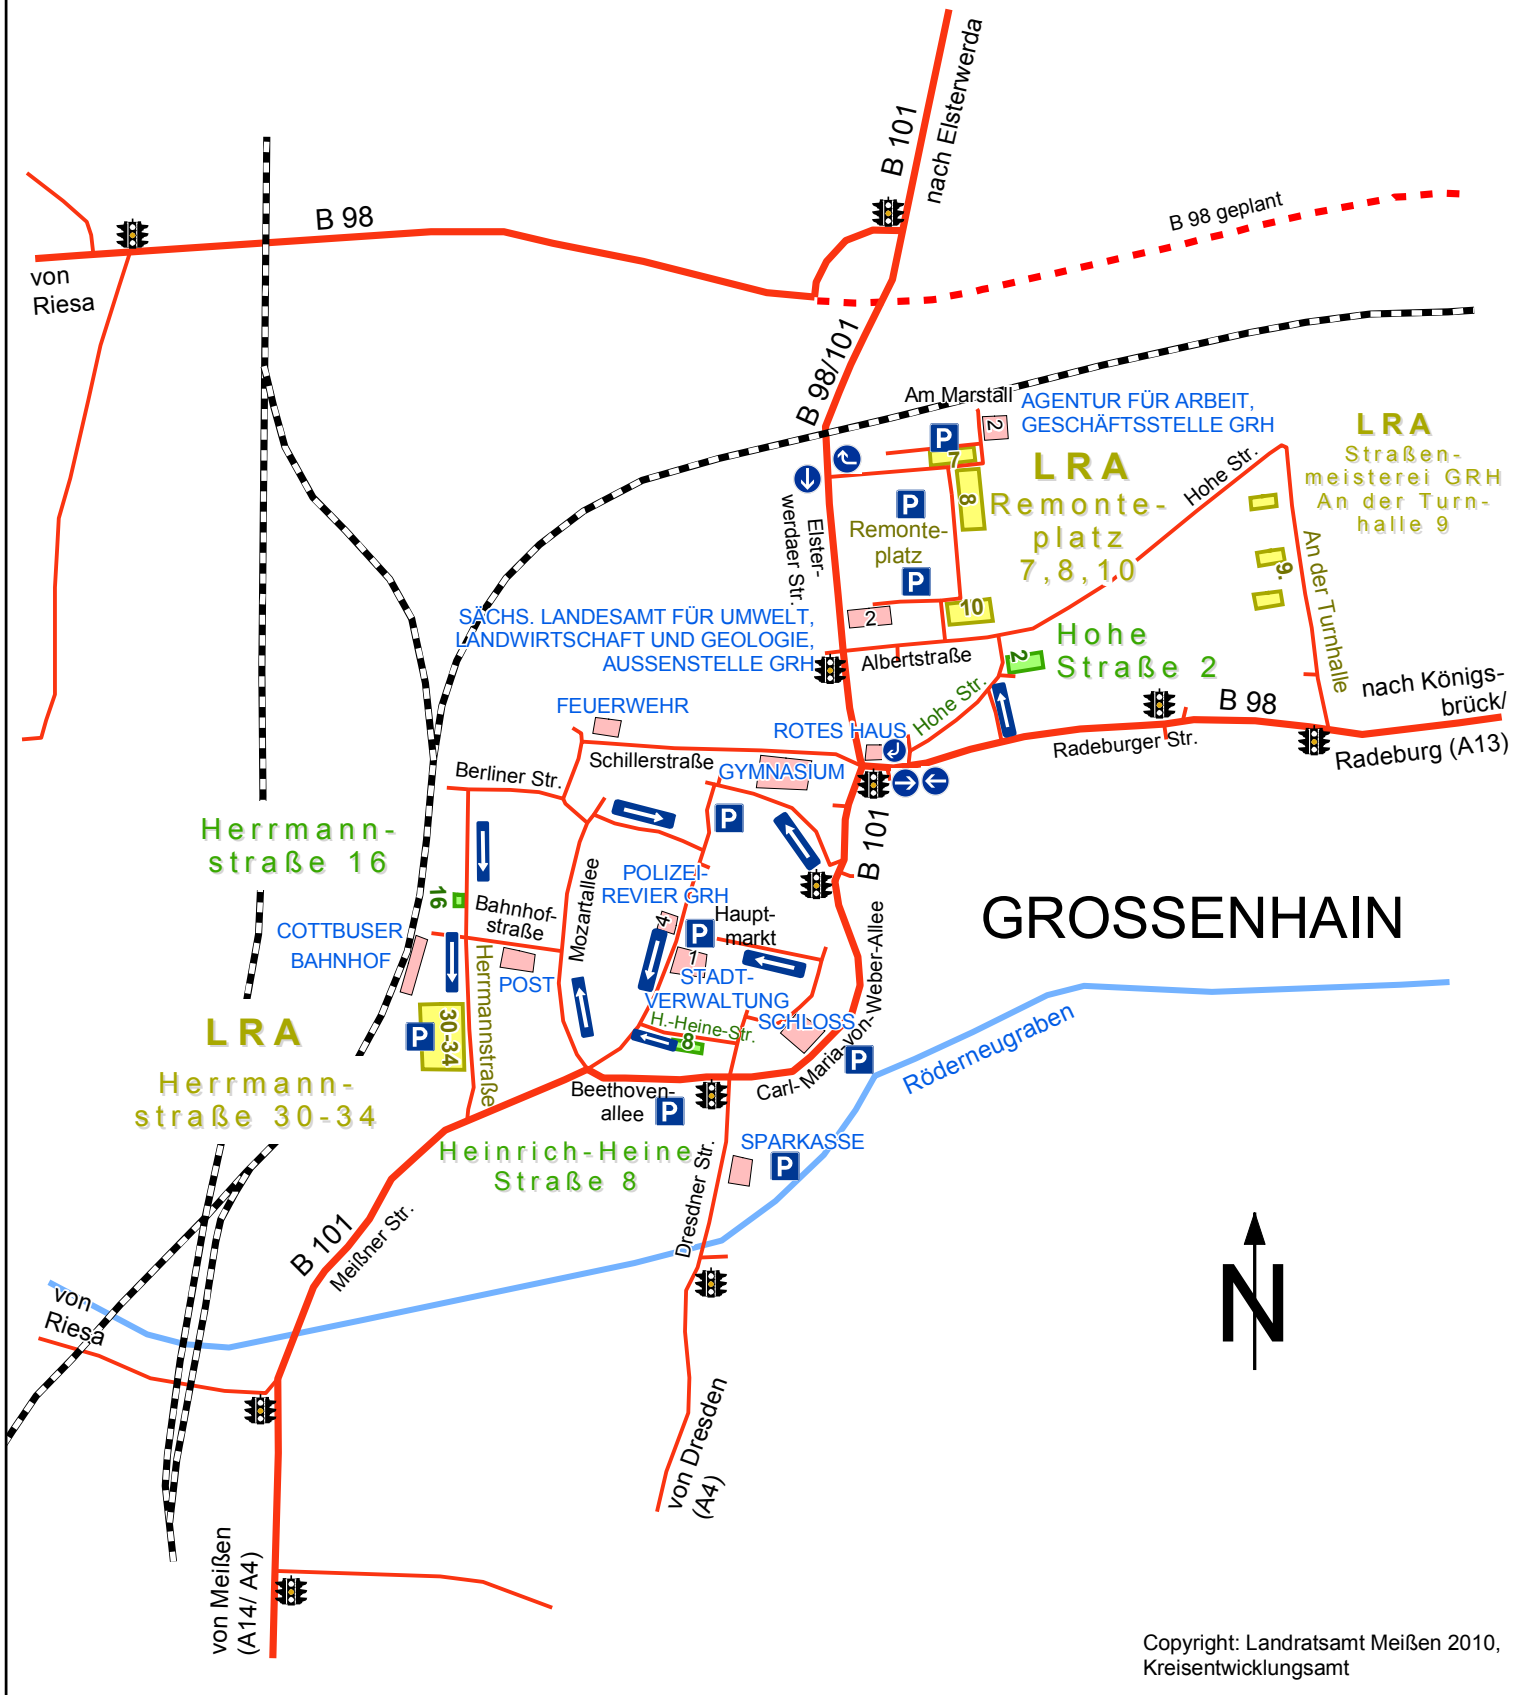 B 101
nach Elsterwerda
B 98
von
Riesa
B 98 geplant
B 98/101
Am Marstall
2
AGENTUR FÜR ARBEIT,
GESCHÄFTSSTELLE GRH
P
7
8
LRA
Remonte-
platz
7,8,10
Hohe Str.
LRA
Straßen-
meisterei GRH
An der Turn-
halle 9
P
Remonte-
platz
P
Elster-
werdaer Str.
9.
An der Turnhalle
10
2
SÄCHS. LANDESAMT FÜR UMWELT,
LANDWIRTSCHAFT UND GEOLOGIE,
AUSSENSTELLE GRH
Albertstraße
2
Hohe
Straße 2
nach Königs-
brück/
Radeburg (A13)
B 98
Radeburger Str.
Hohe Str.
FEUERWEHR
ROTES HAUS
Schillerstraße
GYMNASIUM
Berliner Str.
P
B 101
Herrmann-
straße 16
16
Mozartallee
POLIZEI-
REVIER GRH
4
P
Haupt-
markt
Bahnhof-
straße
COTTBUSER
BAHNHOF
POST
1
STADT-
VERWALTUNG
GROSSENHAIN
Carl-Maria-von-Weber-Allee
H.-Heine-Str.
8
SCHLOSS
Herrmannstraße
LRA
Herrmann-
straße 30-34
P
30-34
P
Röderneugraben
Beethoven-
allee
P
Heinrich-Heine
Straße 8
Dresdner Str.
SPARKASSE
P
B 101
Meißner Str.
N
von
Riesa
von Dresden
(A4)
von Meißen
(A14/ A4)
Copyright: Landratsamt Meißen 2010,
Kreisentwicklungsamt